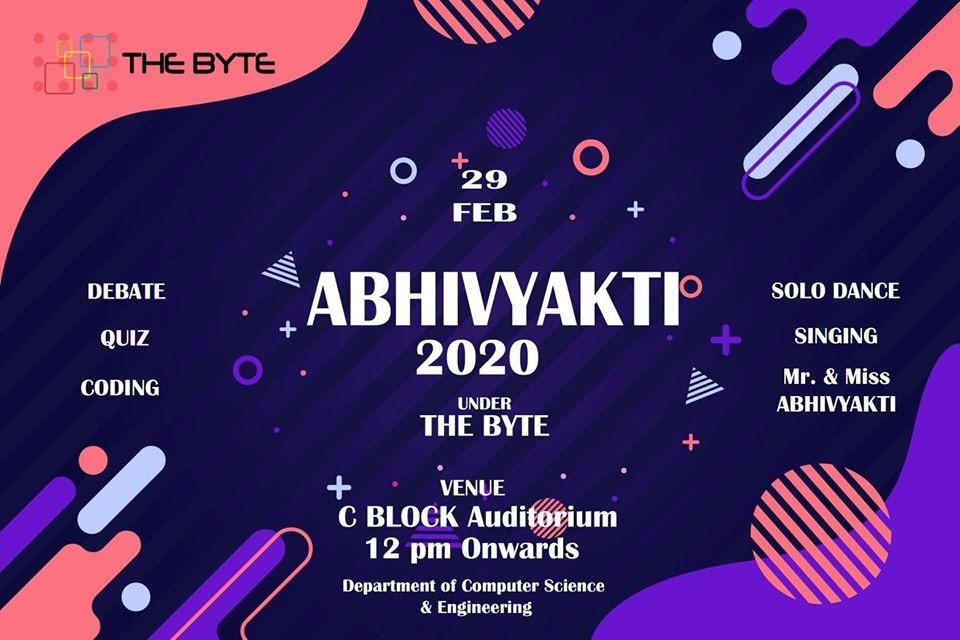 THE BYTE
29
FEB
ABHIVYAKTI
2020
UNDER
THE BYTE
DEBATE
QUIZ
CODING
SOLO DANCE
SINGING
Mr. & Miss
ABHIVYAKTI
VENUE
C BLOCK Auditorium
12 pm Onwards
Department of Computer Science
& Engineering